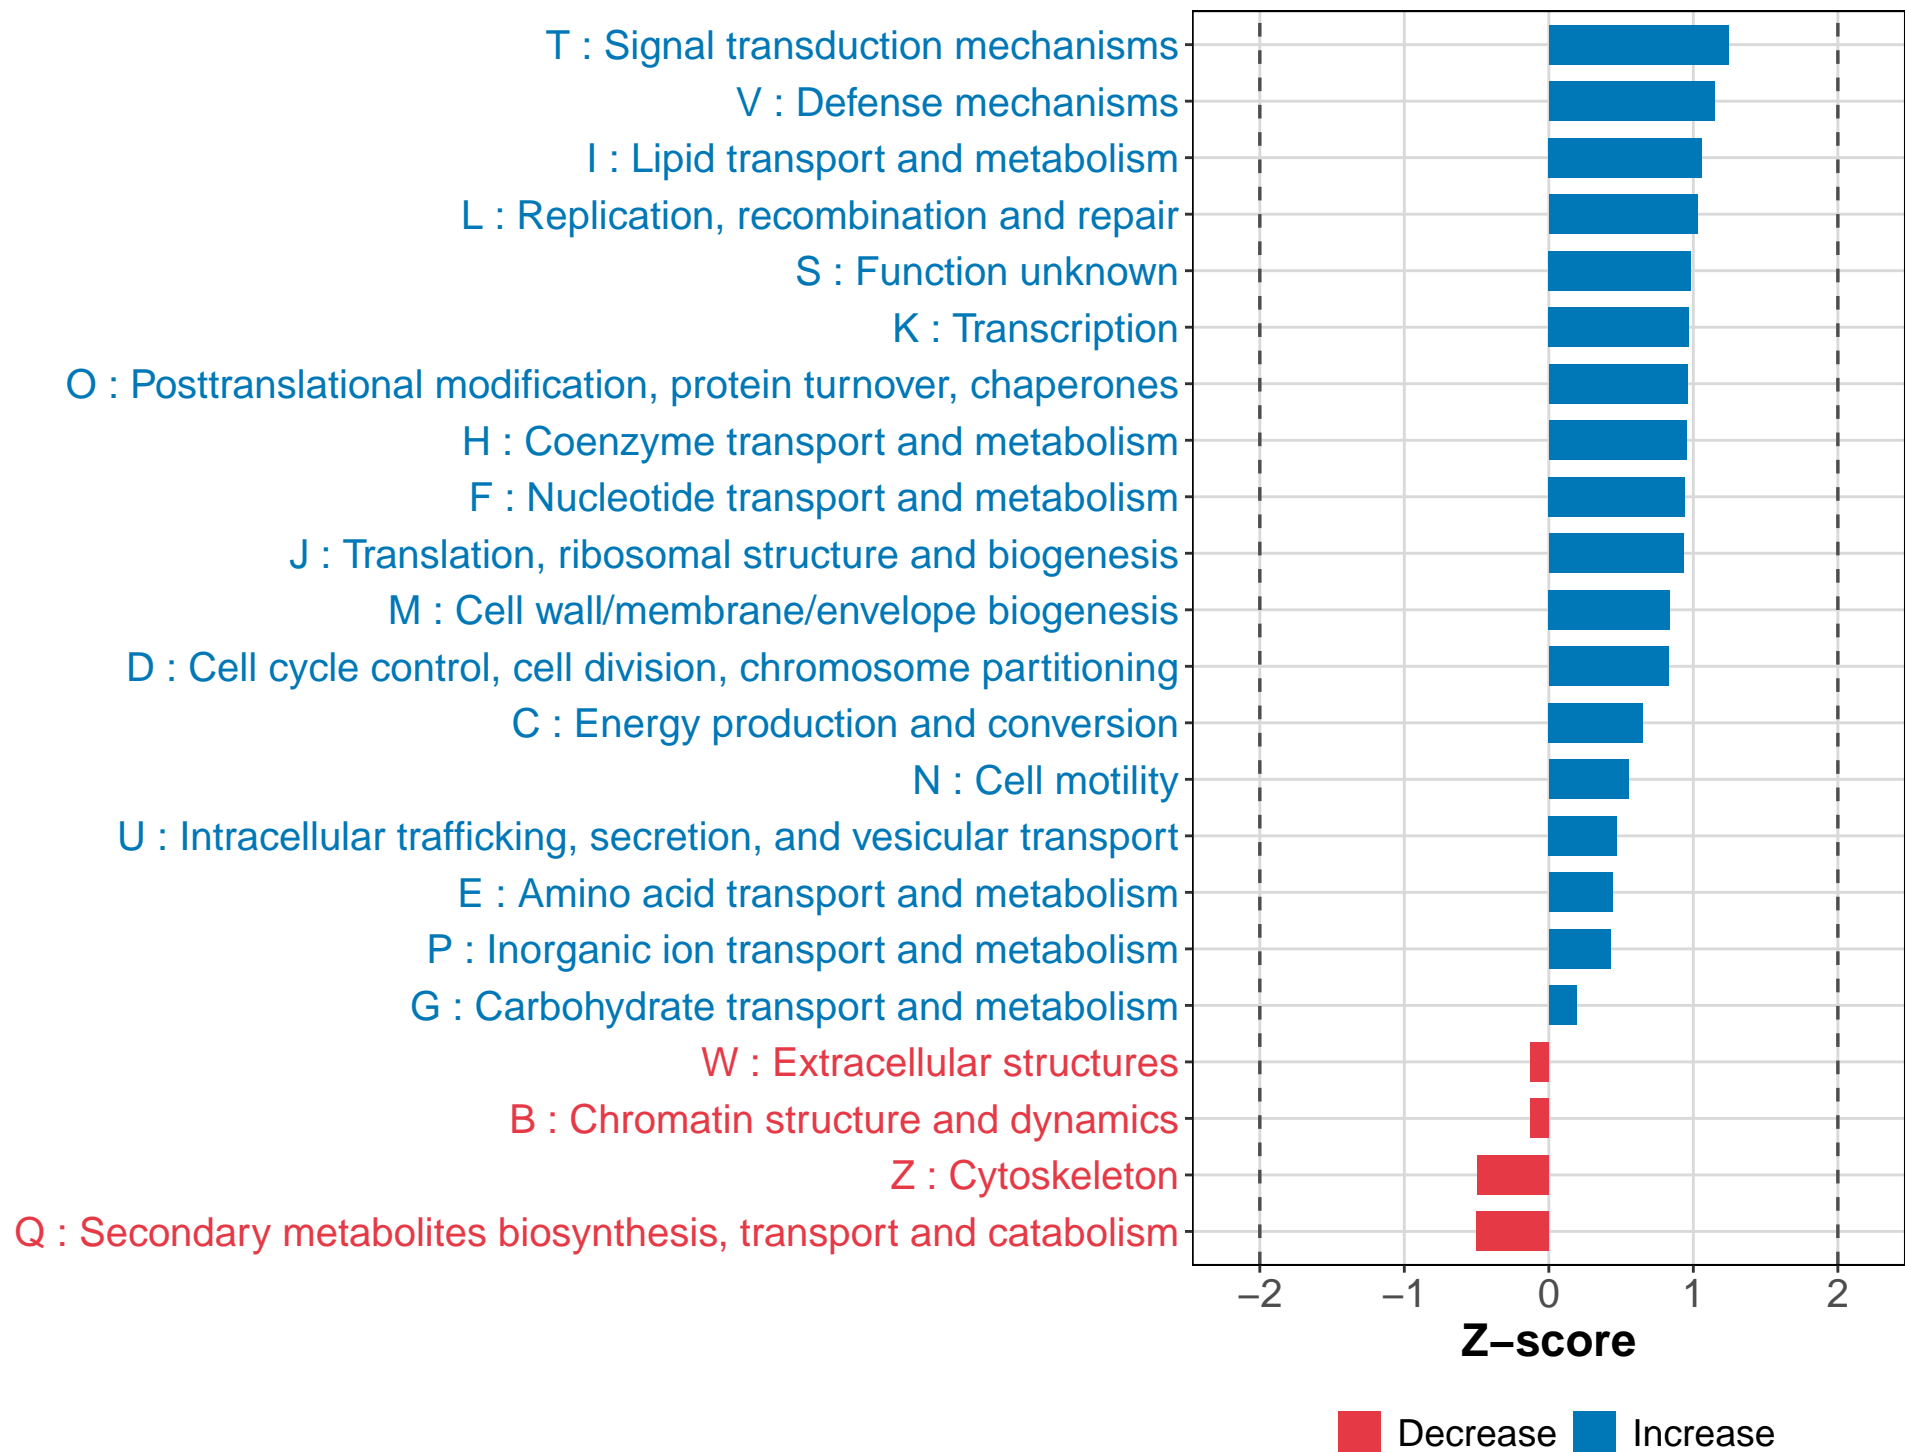 T : Signal transduction mechanisms
V : Defense mechanisms
I : Lipid transport and metabolism
L : Replication, recombination and repair
S : Function unknown
K : Transcription
O : Posttranslational modification, protein turnover, chaperones
H : Coenzyme transport and metabolism
F : Nucleotide transport and metabolism
J : Translation, ribosomal structure and biogenesis
M : Cell wall/membrane/envelope biogenesis
D : Cell cycle control, cell division, chromosome partitioning
C : Energy production and conversion
N : Cell motility
U : Intracellular trafficking, secretion, and vesicular transport
E : Amino acid transport and metabolism
P : Inorganic ion transport and metabolism
G : Carbohydrate transport and metabolism
W : Extracellular structures
B : Chromatin structure and dynamics
Z : Cytoskeleton
Q : Secondary metabolites biosynthesis, transport and catabolism
−2 −1 0 1 2
Z−score
Decrease Increase